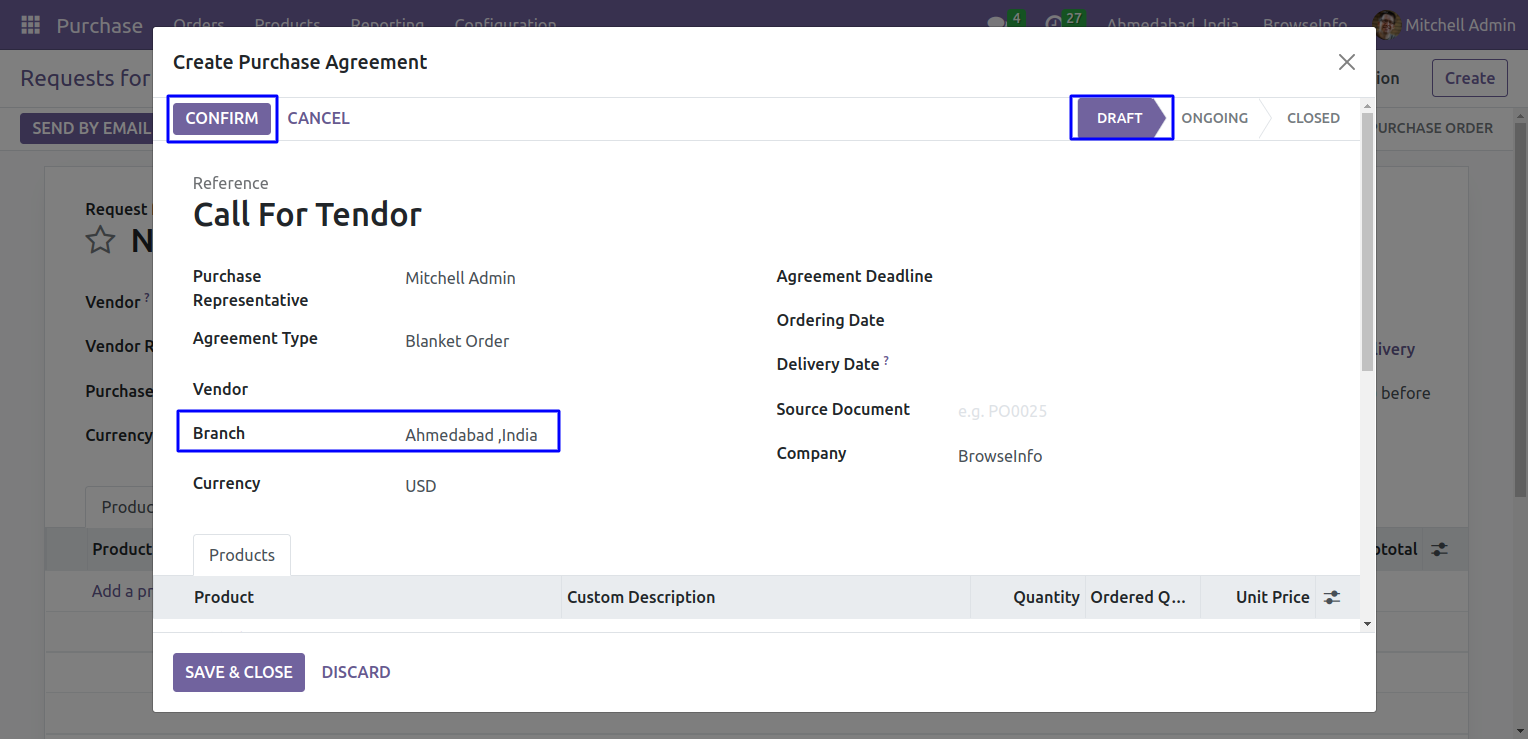 Purchase Orders Products Reporting Configuration 4 27 Ahmedabad ,India BrowseInfo Mitchell Admin
Create Purchase Agreement
Requests for
Create
CONFIRM CANCEL DRAFT ONGOING CLOSED
SEND BY EMAIL PURCHASE ORDER
Reference
Call For Tendor
Request
Purchase Representative Mitchell Admin
Agreement Type Blanket Order
Vendor
Branch Ahmedabad ,India
Currency USD
Agreement Deadline
Ordering Date
Delivery Date ?
Source Document e.g. PO0025
Company BrowseInfo
Vendor ?
Vendor R
Purchase
Currency
before
Products
Product Custom Description Quantity Ordered Q... Unit Price
Product
Add a pr
SAVE & CLOSE DISCARD